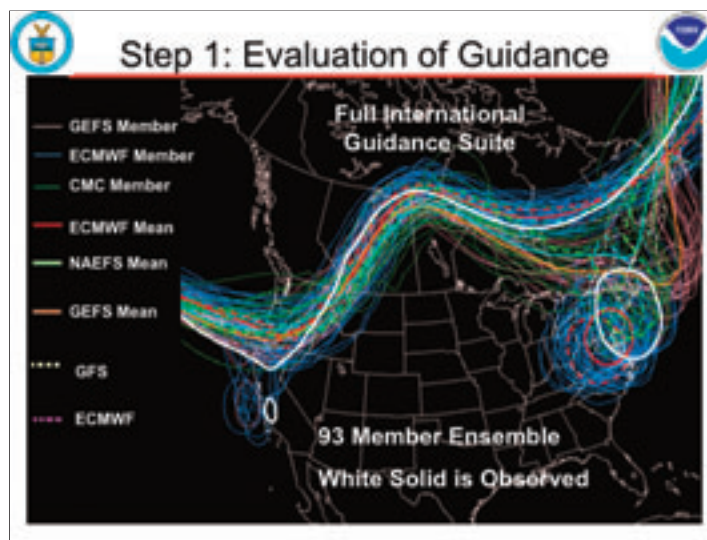 Step 1: Evaluation of Guidance
Full International
Guidance Suite
GEFS Member
ECMWF Member
CMC Member
ECMWF Mean
NAEFS Mean
GEFS Mean
GFS
ECMWF
93 Member Ensemble
White Solid is Observed